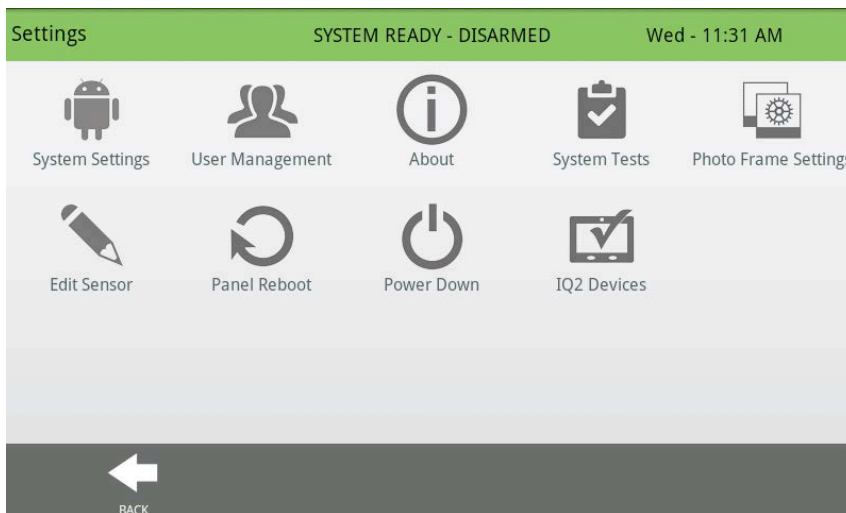 Settings SYSTEM READY - DISARMED Wed - 11:31 AM
System Settings User Management About System Tests Photo Frame Settings
Edit Sensor Panel Reboot Power Down IQ2 Devices
BACK